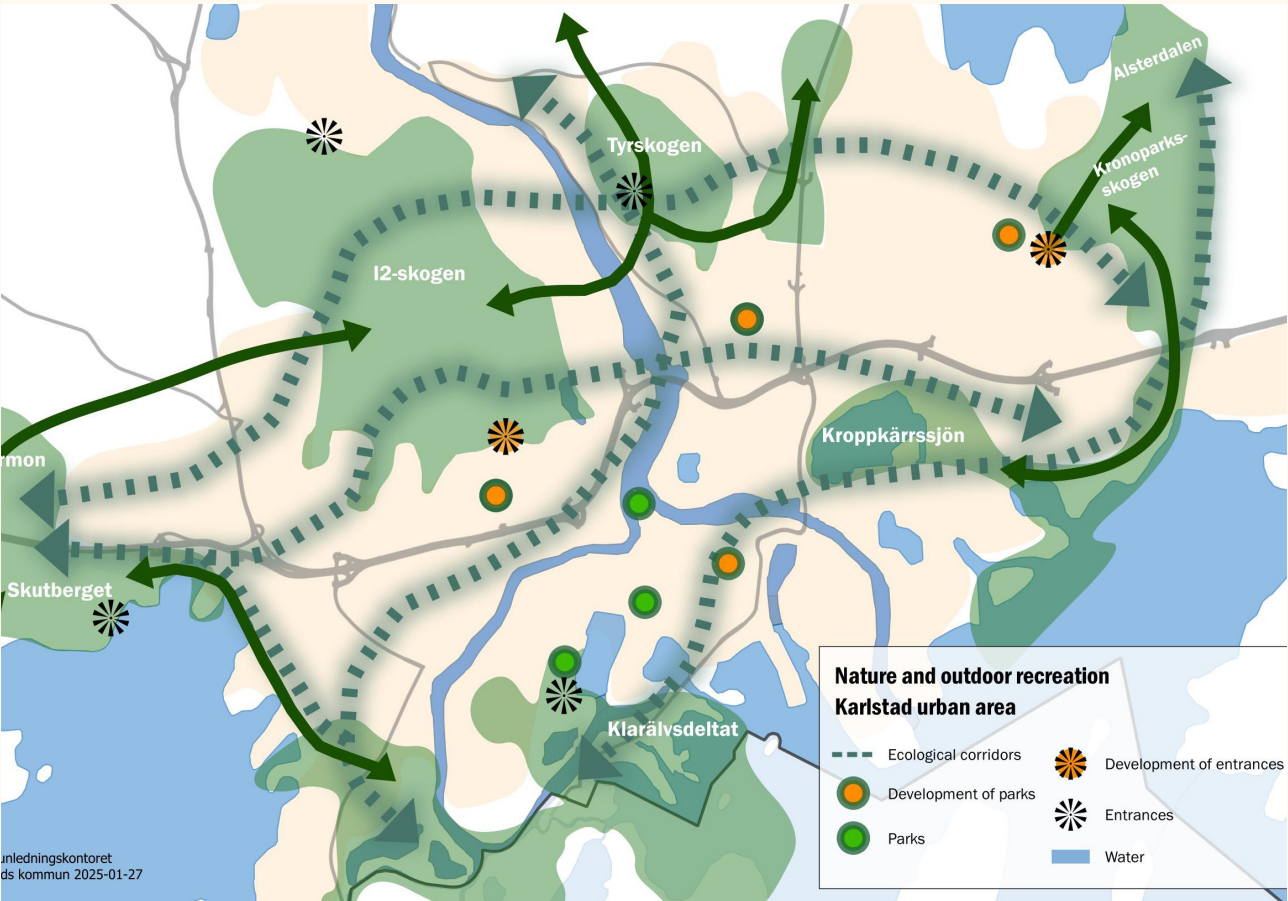 Alsterdalen
Tyrskogen
Kronoparks-
skogen
I2-skogen
Kroppkärrssjön
rmon
Skutberget
Klarälvsdeltat
Nature and outdoor recreation
Karlstad urban area
Ecological corridors
Development of parks
Parks
Development of entrances
Entrances
Water
unledningskontoret
ds kommun 2025-01-27